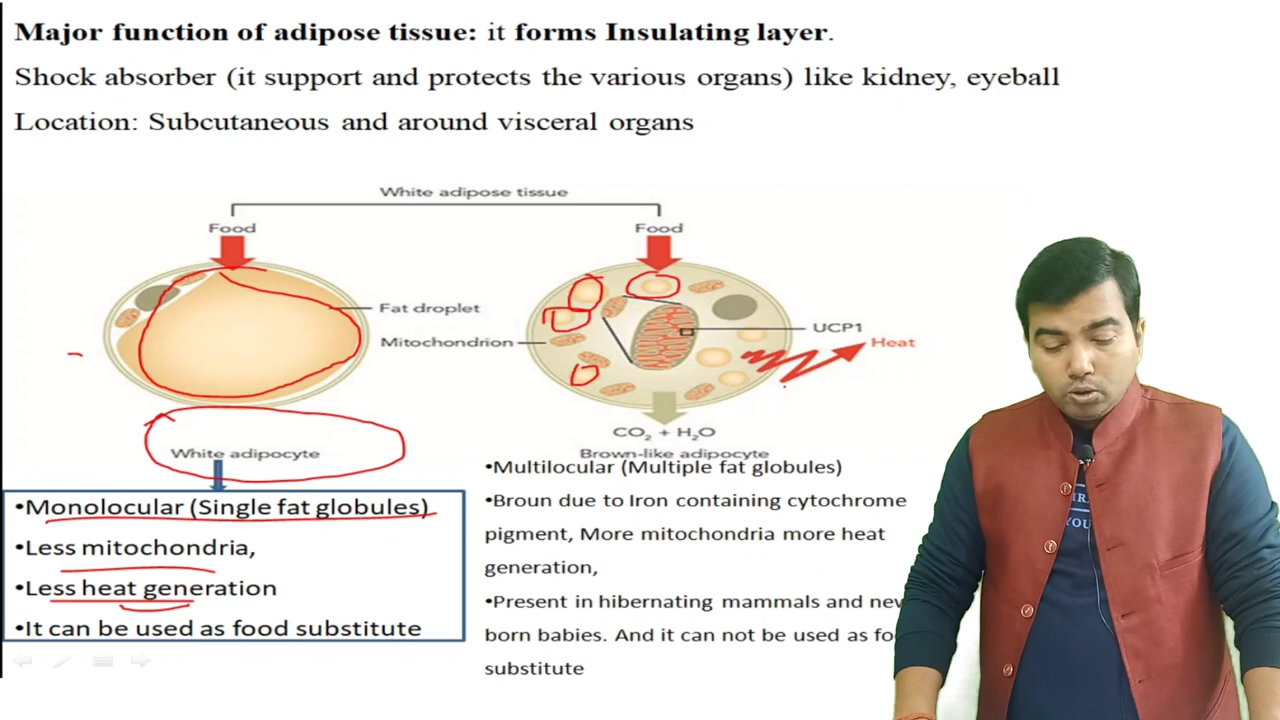 Major function of adipose tissue: it forms Insulating layer.
Shock absorber (it support and protects the various organs) like kidney, eyeball
Location: Subcutaneous and around visceral organs
White adipose tissue
Food
Food
Fat droplet
Mitochondrion
UCP1
Heat
CO2 + H2O
White adipocyte
Brown-like adipocyte
•Monolocular (Single fat globules)
•Less mitochondria,
•Less heat generation
•It can be used as food substitute
•Multilocular (Multiple fat globules)
•Broun due to Iron containing cytochrome
pigment, More mitochondria more heat
generation,
•Present in hibernating mammals and
born babies. And it can not be used as
substitute
YOU